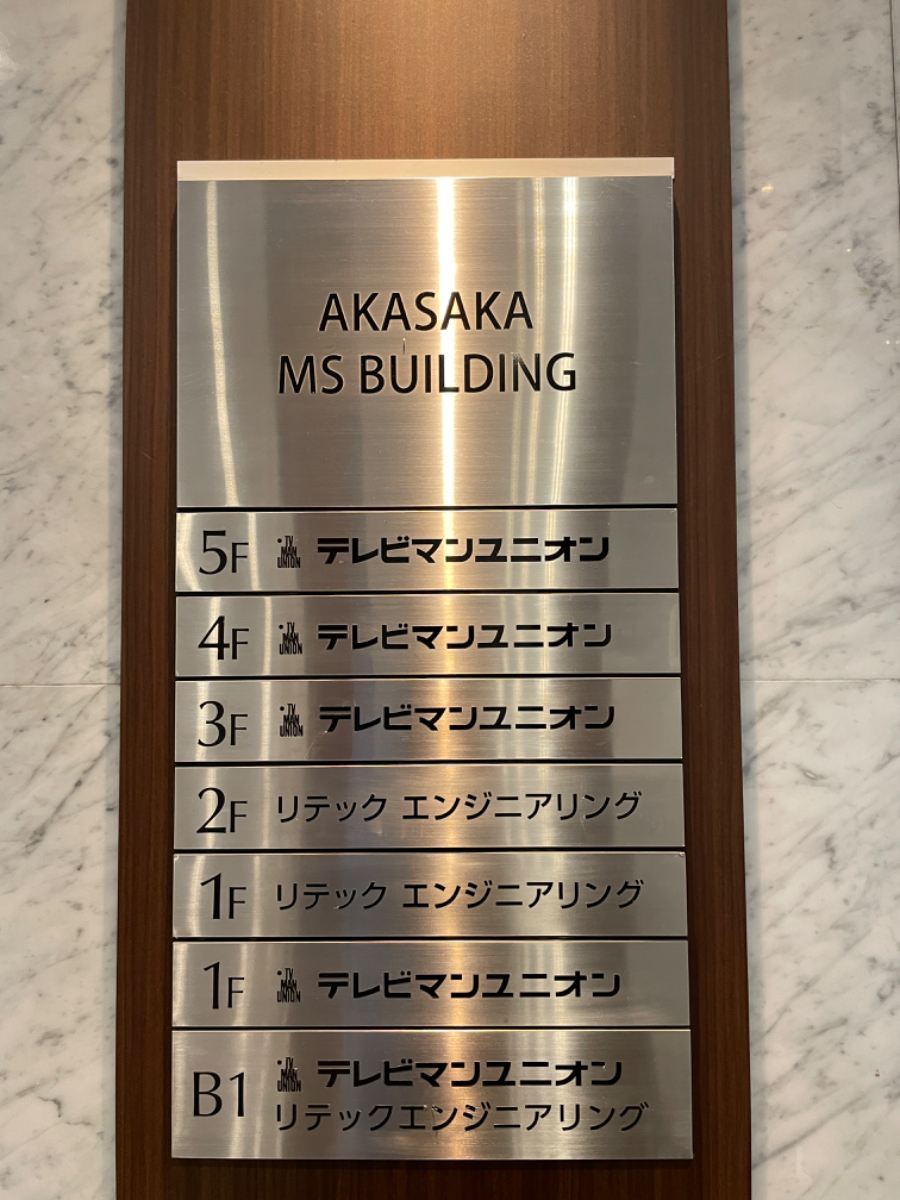 AKASAKA
MS BUILDING
5F TV MAN UNION テレビマンユニオン
4F TV MAN UNION テレビマンユニオン
3F TV MAN UNION テレビマンユニオン
2F リテック エンジニアリング
1F リテック エンジニアリング
1F TV MAN UNION テレビマンユニオン
B1 TV MAN UNION テレビマンユニオン
リテックエンジニアリング